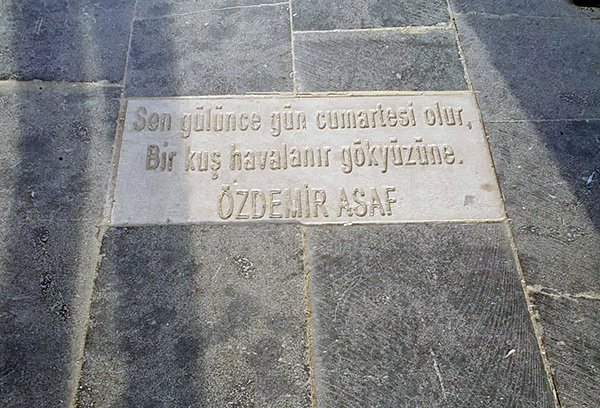 Sen gülünce gün cumartesi olur,
Bir kuş havalanır gökyüzüne.
ÖZDEMİR ASAF